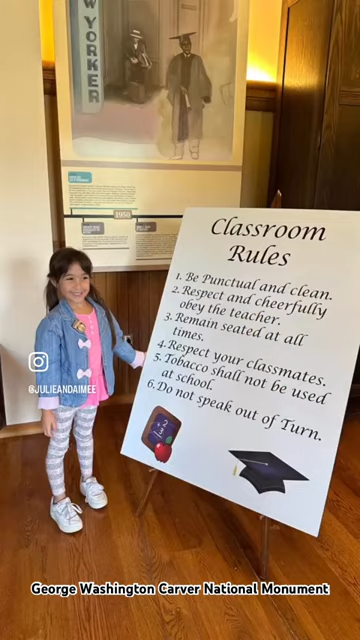 W YORKER
1950
Classroom
Rules
1. Be Punctual and clean.
2. Respect and cheerfully
obey the teacher.
3. Remain seated at all
times.
4. Respect your classmates.
5. Tobacco shall not be used
at school.
6. Do not speak out of Turn.
@JULIEANDAIMEE
George Washington Carver National Monument